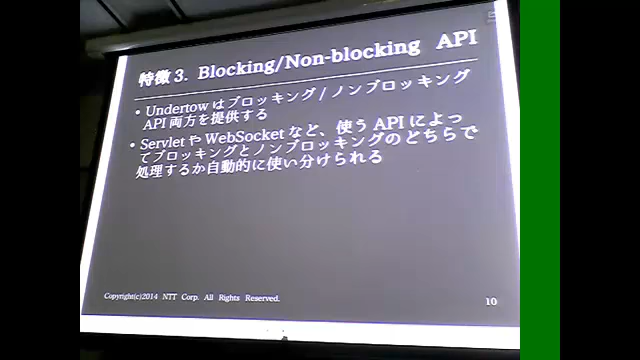 特徴 3. Blocking/Non-blocking API
• Undertow はブロッキング / ノンブロッキング
API 両方を提供する
• Servlet や WebSocket など、使う API によっ
てブロッキングとノンブロッキングのどちらで
処理するか自動的に使い分けられる
Copyright(c)2014 NTT Corp. All Rights Reserved.
10